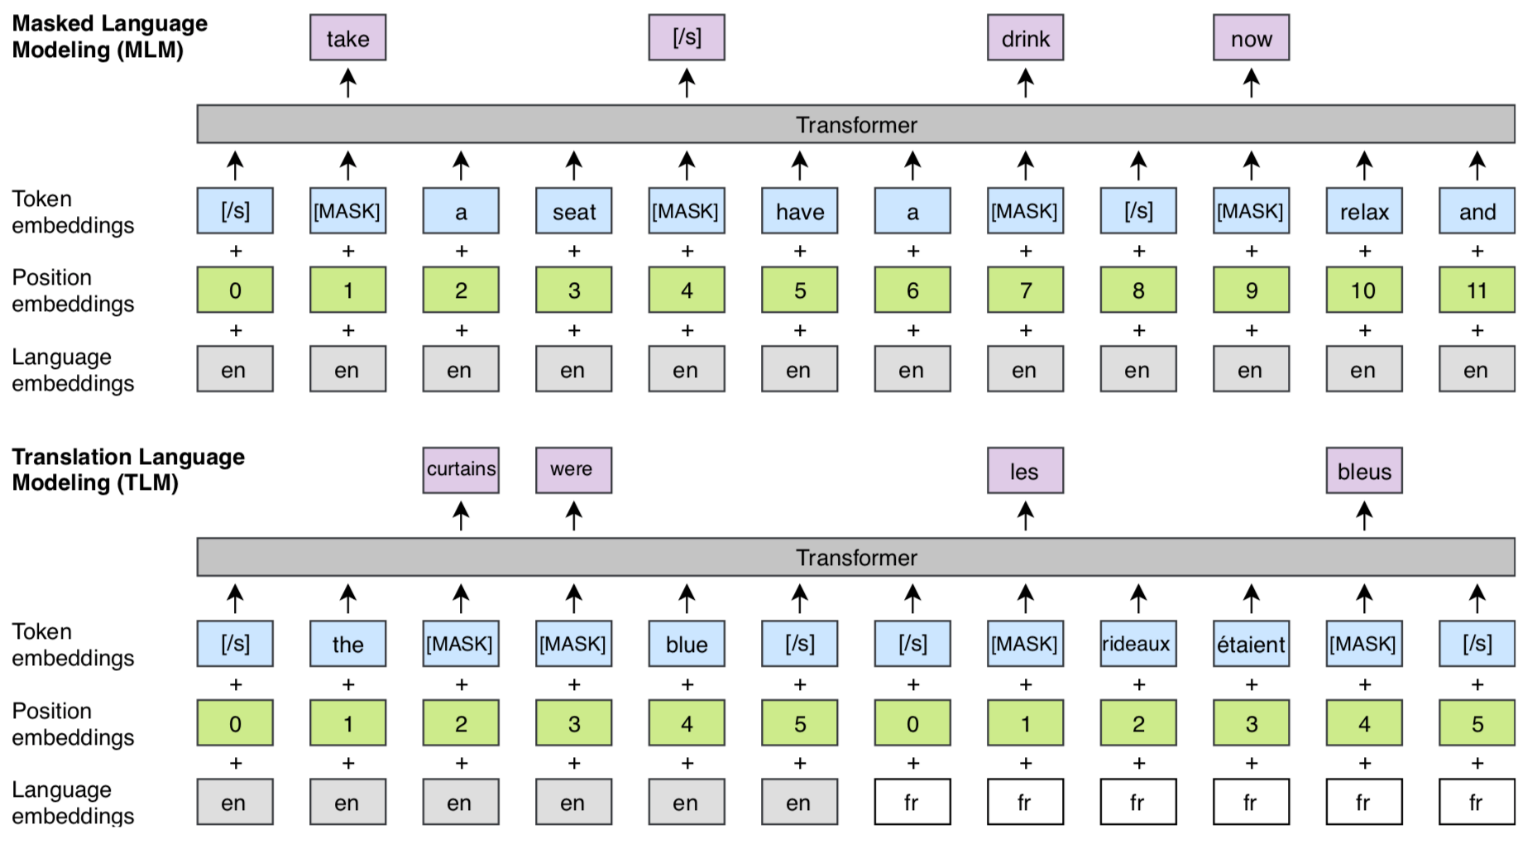 Masked Language
Modeling (MLM)
take [/s] drink now
Transformer
Token
embeddings
[/s] [MASK] a seat [MASK] have a [MASK] [/s] [MASK] relax and
+ + + + + + + + + + + +
Position
embeddings
0 1 2 3 4 5 6 7 8 9 10 11
+ + + + + + + + + + + +
Language
embeddings
en en en en en en en en en en en en
Translation Language
Modeling (TLM)
curtains were les bleus
Transformer
Token
embeddings
[/s] the [MASK] [MASK] blue [/s] [/s] [MASK] rideaux étaient [MASK] [/s]
+ + + + + + + + + + + +
Position
embeddings
0 1 2 3 4 5 0 1 2 3 4 5
+ + + + + + + + + + + +
Language
embeddings
en en en en en en fr fr fr fr fr fr